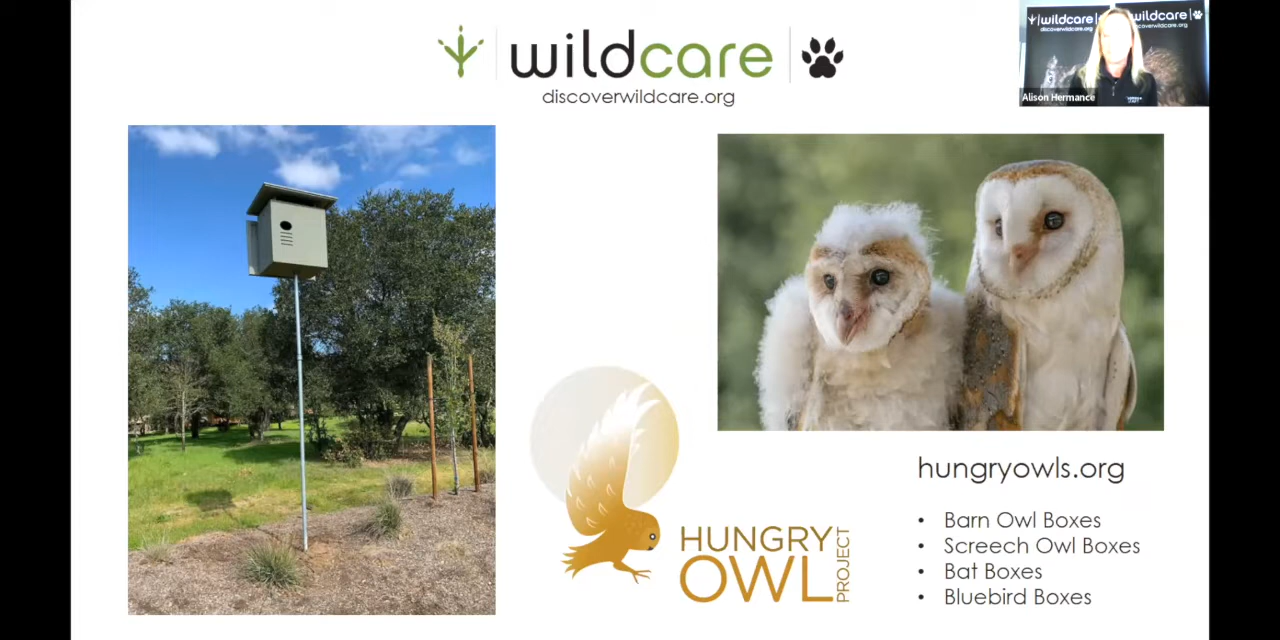 wildcare
discoverwildcare.org
wildcare
discoverwildcare.org
wildcare
Alison Hermance
hungryowls.org
• Barn Owl Boxes
• Screech Owl Boxes
• Bat Boxes
• Bluebird Boxes
HUNGRY
OWL
PROJECT